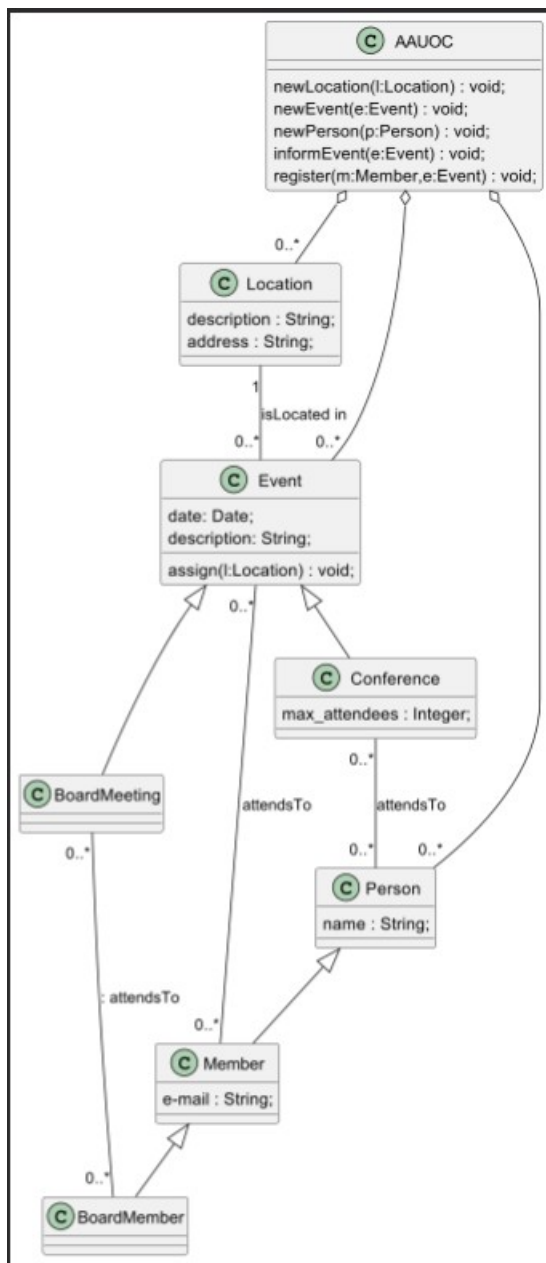 C AAUOC
newLocation(l:Location) : void;
newEvent(e:Event) : void;
newPerson(p:Person) : void;
informEvent(e:Event) : void;
register(m:Member,e:Event) : void;
0..*
C Location
description : String;
address : String;
1
isLocated in
0..* 0..*
C Event
date: Date;
description: String;
assign(l:Location) : void;
0..*
C Conference
max_attendees : Integer;
0..*
C BoardMeeting
attendsTo attendsTo
0..* 0..* 0..*
C Person
name : String;
: attendsTo
0..*
C Member
e-mail : String;
0..*
C BoardMember